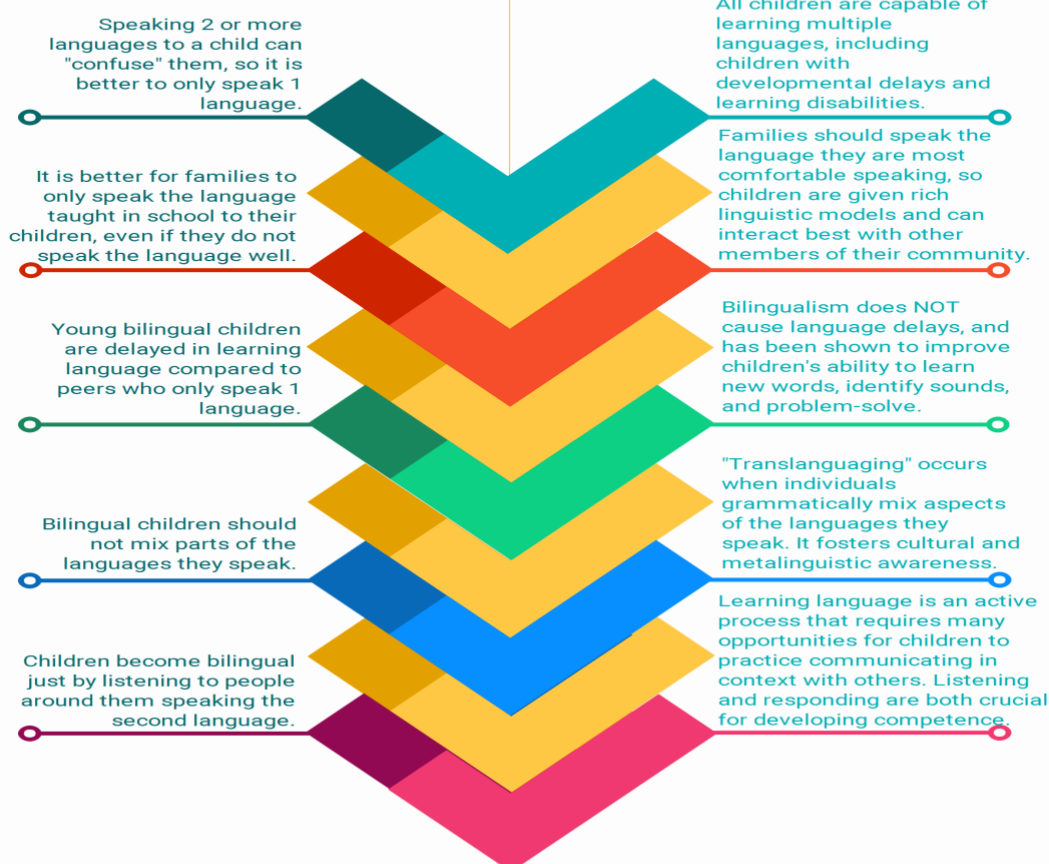 Speaking 2 or more
languages to a child can
"confuse" them, so it is
better to only speak 1
language.
All children are capable of
learning multiple
languages, including
children with
developmental delays and
learning disabilities.
It is better for families to
only speak the language
taught in school to their
children, even if they do not
speak the language well.
Families should speak the
language they are most
comfortable speaking, so
children are given rich
linguistic models and can
interact best with other
members of their community.
Young bilingual children
are delayed in learning
language compared to
peers who only speak 1
language.
Bilingualism does NOT
cause language delays, and
has been shown to improve
children's ability to learn
new words, identify sounds,
and problem-solve.
Bilingual children should
not mix parts of the
languages they speak.
"Translanguaging" occurs
when individuals
grammatically mix aspects
of the languages they
speak. It fosters cultural and
metalinguistic awareness.
Children become bilingual
just by listening to people
around them speaking the
second language.
Learning language is an active
process that requires many
opportunities for children to
practice communicating in
context with others. Listening
and responding are both crucial
for developing competence.